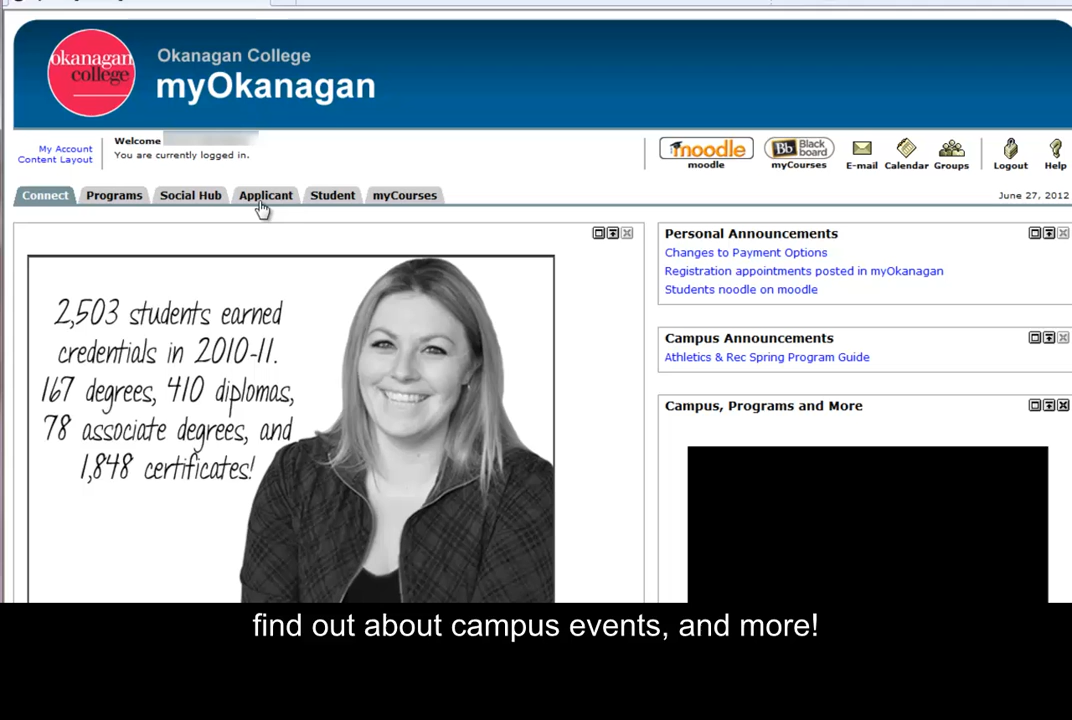 okanagan
college
Okanagan College
myOkanagan
My Account
Content Layout
Welcome
You are currently logged in.
moodle
moodle
Bb Black board
myCourses
E-mail
Calendar
Groups
Logout
Help
Connect
Programs
Social Hub
Applicant
Student
myCourses
June 27, 2012
2,503 students earned
credentials in 2010-11.
167 degrees, 410 diplomas,
78 associate degrees, and
1,848 certificates!
Personal Announcements
Changes to Payment Options
Registration appointments posted in myOkanagan
Students noodle on moodle
Campus Announcements
Athletics & Rec Spring Program Guide
Campus, Programs and More
find out about campus events, and more!